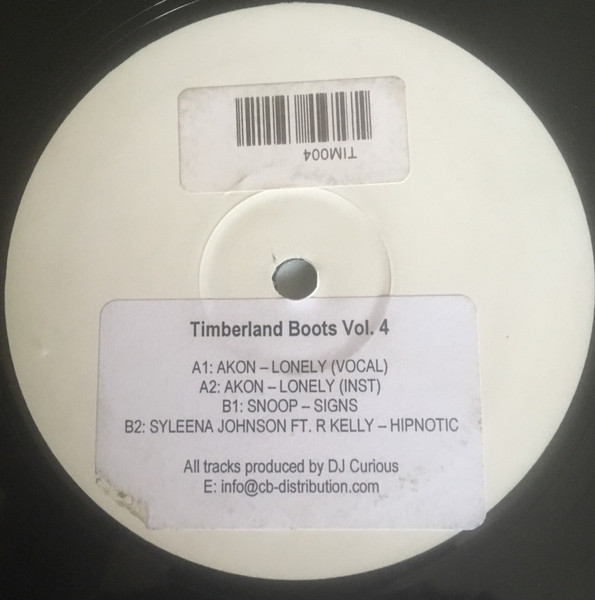 TIM004
Timberland Boots Vol. 4
A1: AKON – LONELY (VOCAL)
A2: AKON – LONELY (INST)
B1: SNOOP – SIGNS
B2: SYLEENA JOHNSON FT. R KELLY – HIPNOTIC
All tracks produced by DJ Curious
E: info@cb-distribution.com